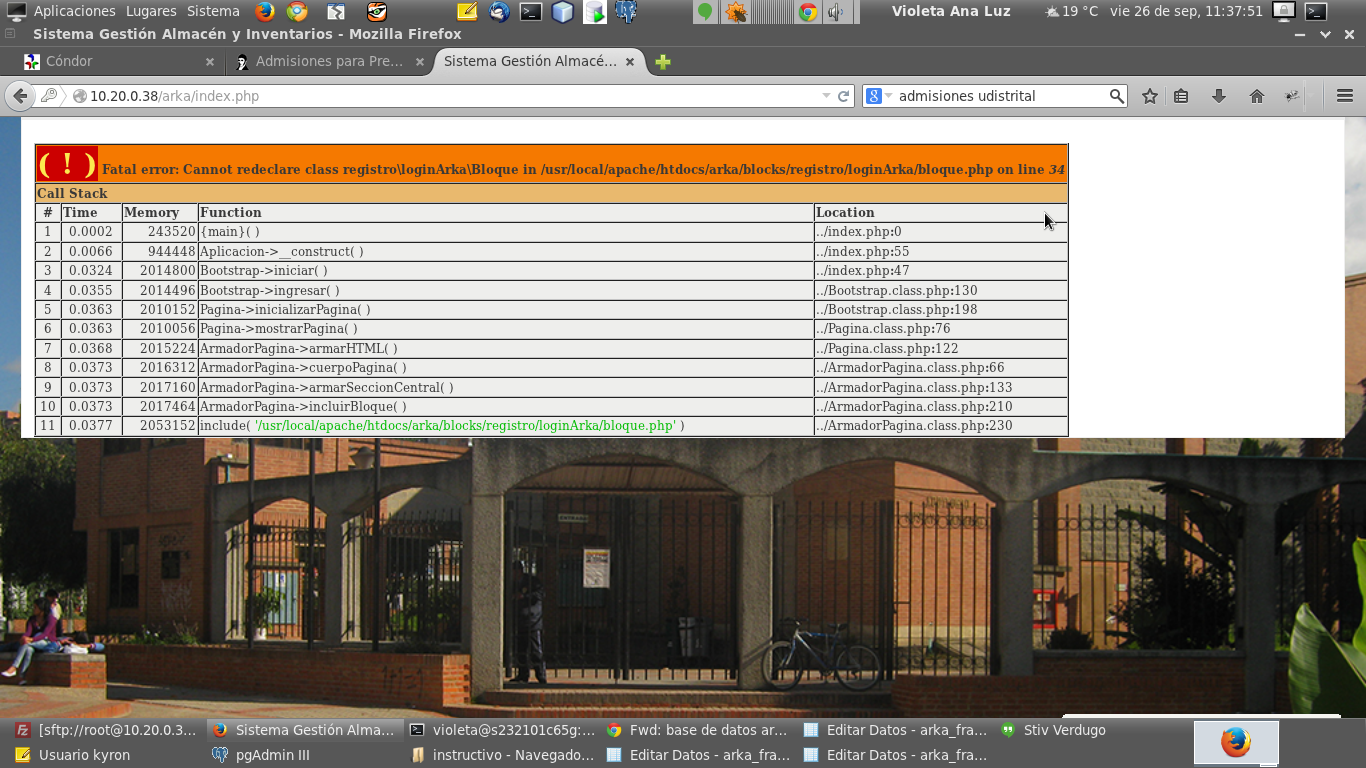 Aplicaciones Lugares Sistema Violeta Ana Luz 19 °C vie 26 de sep, 11:37:51
Sistema Gestión Almacén y Inventarios - Mozilla Firefox
Cóndor Admisiones para Pre... Sistema Gestión Almacé...
10.20.0.38/arka/index.php 8 admisiones udistrital
( ! ) Fatal error: Cannot redeclare class registro\loginArka\Bloque in /usr/local/apache/htdocs/arka/blocks/registro/loginArka/bloque.php on line 34
Call Stack
# Time Memory Function Location
1 0.0002 243520 {main}( ) ../index.php:0
2 0.0066 944448 Aplicacion->__construct( ) ../index.php:55
3 0.0324 2014800 Bootstrap->iniciar( ) ../index.php:47
4 0.0355 2014496 Bootstrap->ingresar( ) ../Bootstrap.class.php:130
5 0.0363 2010152 Pagina->inicializarPagina( ) ../Bootstrap.class.php:198
6 0.0363 2010056 Pagina->mostrarPagina( ) ../Pagina.class.php:76
7 0.0368 2015224 ArmadorPagina->armarHTML( ) ../Pagina.class.php:122
8 0.0373 2016312 ArmadorPagina->cuerpoPagina( ) ../ArmadorPagina.class.php:66
9 0.0373 2017160 ArmadorPagina->armarSeccionCentral( ) ../ArmadorPagina.class.php:133
10 0.0373 2017464 ArmadorPagina->incluirBloque( ) ../ArmadorPagina.class.php:210
11 0.0377 2053152 include( '/usr/local/apache/htdocs/arka/blocks/registro/loginArka/bloque.php' ) ../ArmadorPagina.class.php:230
[sftp://root@10.20.0.3... Sistema Gestión Alma... violeta@s232101c65g:... Fwd: base de datos ar... Editar Datos - arka_fra... Stiv Verdugo
Usuario kyron pgAdmin III instructivo - Navegado... Editar Datos - arka_fra... Editar Datos - arka_fra...